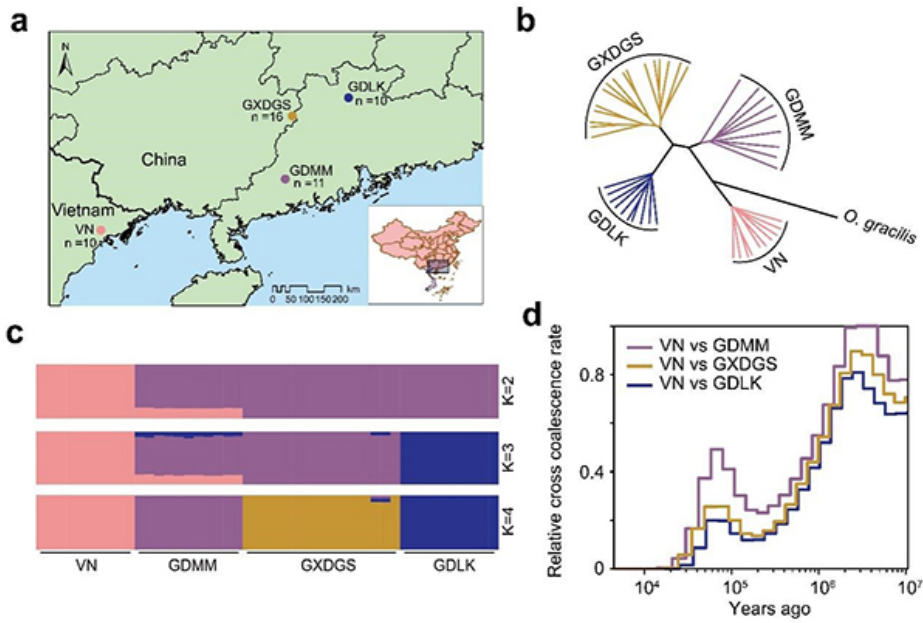 a
N
GDLK
n =10
GXDGS
n =16
China
GDMM
n =11
Vietnam
VN
n =10
km
0 50 100 150 200
b
GXDGS
GDMM
GDLK
VN
O. gracilis
c
K=2
K=3
K=4
VN GDMM GXDGS GDLK
d
Relative cross coalescence rate
0.8
0.4
0
VN vs GDMM
VN vs GXDGS
VN vs GDLK
10⁴ 10⁵ 10⁶ 10⁷
Years ago